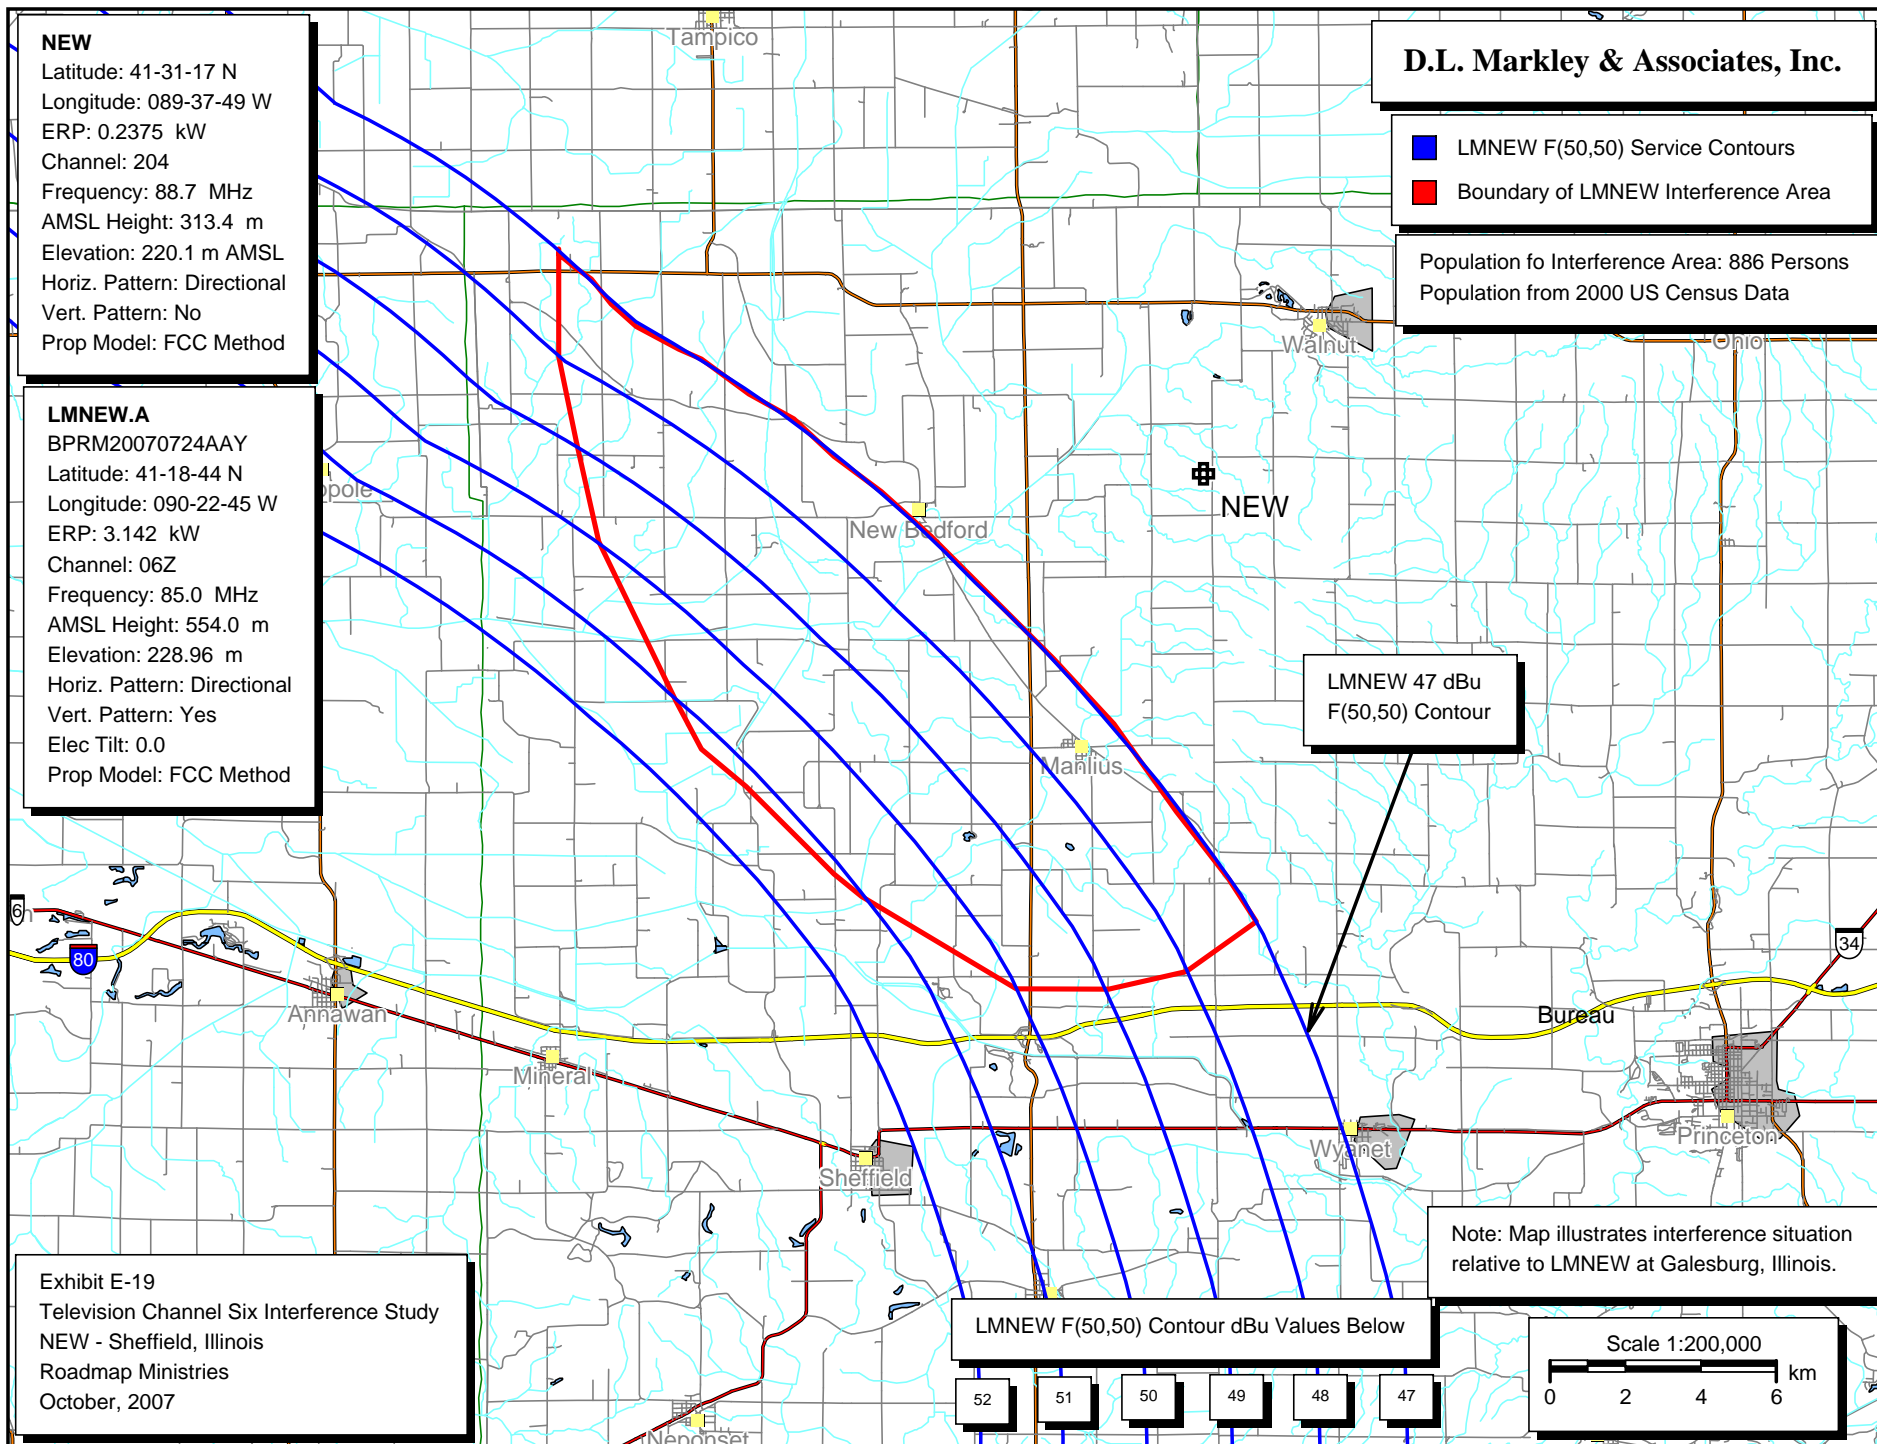 NEW
Latitude: 41-31-17 N
Longitude: 089-37-49 W
ERP: 0.2375 kW
Channel: 204
Frequency: 88.7 MHz
AMSL Height: 313.4 m
Elevation: 220.1 m AMSL
Horiz. Pattern: Directional
Vert. Pattern: No
Prop Model: FCC Method
LMNEW.A
BPRM20070724AAY
Latitude: 41-18-44 N
Longitude: 090-22-45 W
ERP: 3.142 kW
Channel: 06Z
Frequency: 85.0 MHz
AMSL Height: 554.0 m
Elevation: 228.96 m
Horiz. Pattern: Directional
Vert. Pattern: Yes
Elec Tilt: 0.0
Prop Model: FCC Method
D.L. Markley & Associates, Inc.
LMNEW F(50,50) Service Contours
Boundary of LMNEW Interference Area
Population fo Interference Area: 886 Persons
Population from 2000 US Census Data
Tampico
Walnut
Ohio
opole
New Bedford
NEW
LMNEW 47 dBu
F(50,50) Contour
Manlius
6
80
34
Annawan
Bureau
Mineral
Princeton
Wyanet
Sheffield
Note: Map illustrates interference situation
relative to LMNEW at Galesburg, Illinois.
Exhibit E-19
Television Channel Six Interference Study
NEW - Sheffield, Illinois
Roadmap Ministries
October, 2007
LMNEW F(50,50) Contour dBu Values Below
52 51 50 49 48 47
Scale 1:200,000
km
0 2 4 6
Neponset